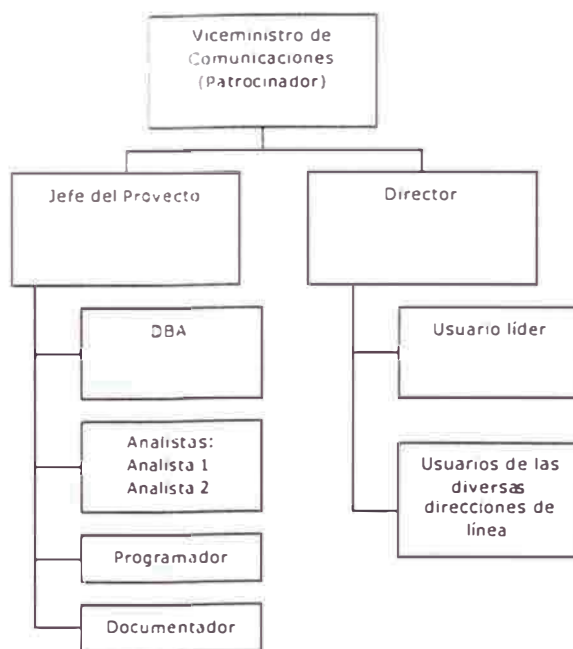 Viceministro de
Comunicaciones
(Patrocinador)
Jefe del Proyecto
Director
DBA
Usuario líder
Analistas:
Analista 1
Analista 2
Usuarios de las
diversas
direcciones de
línea
Programador
Documentador